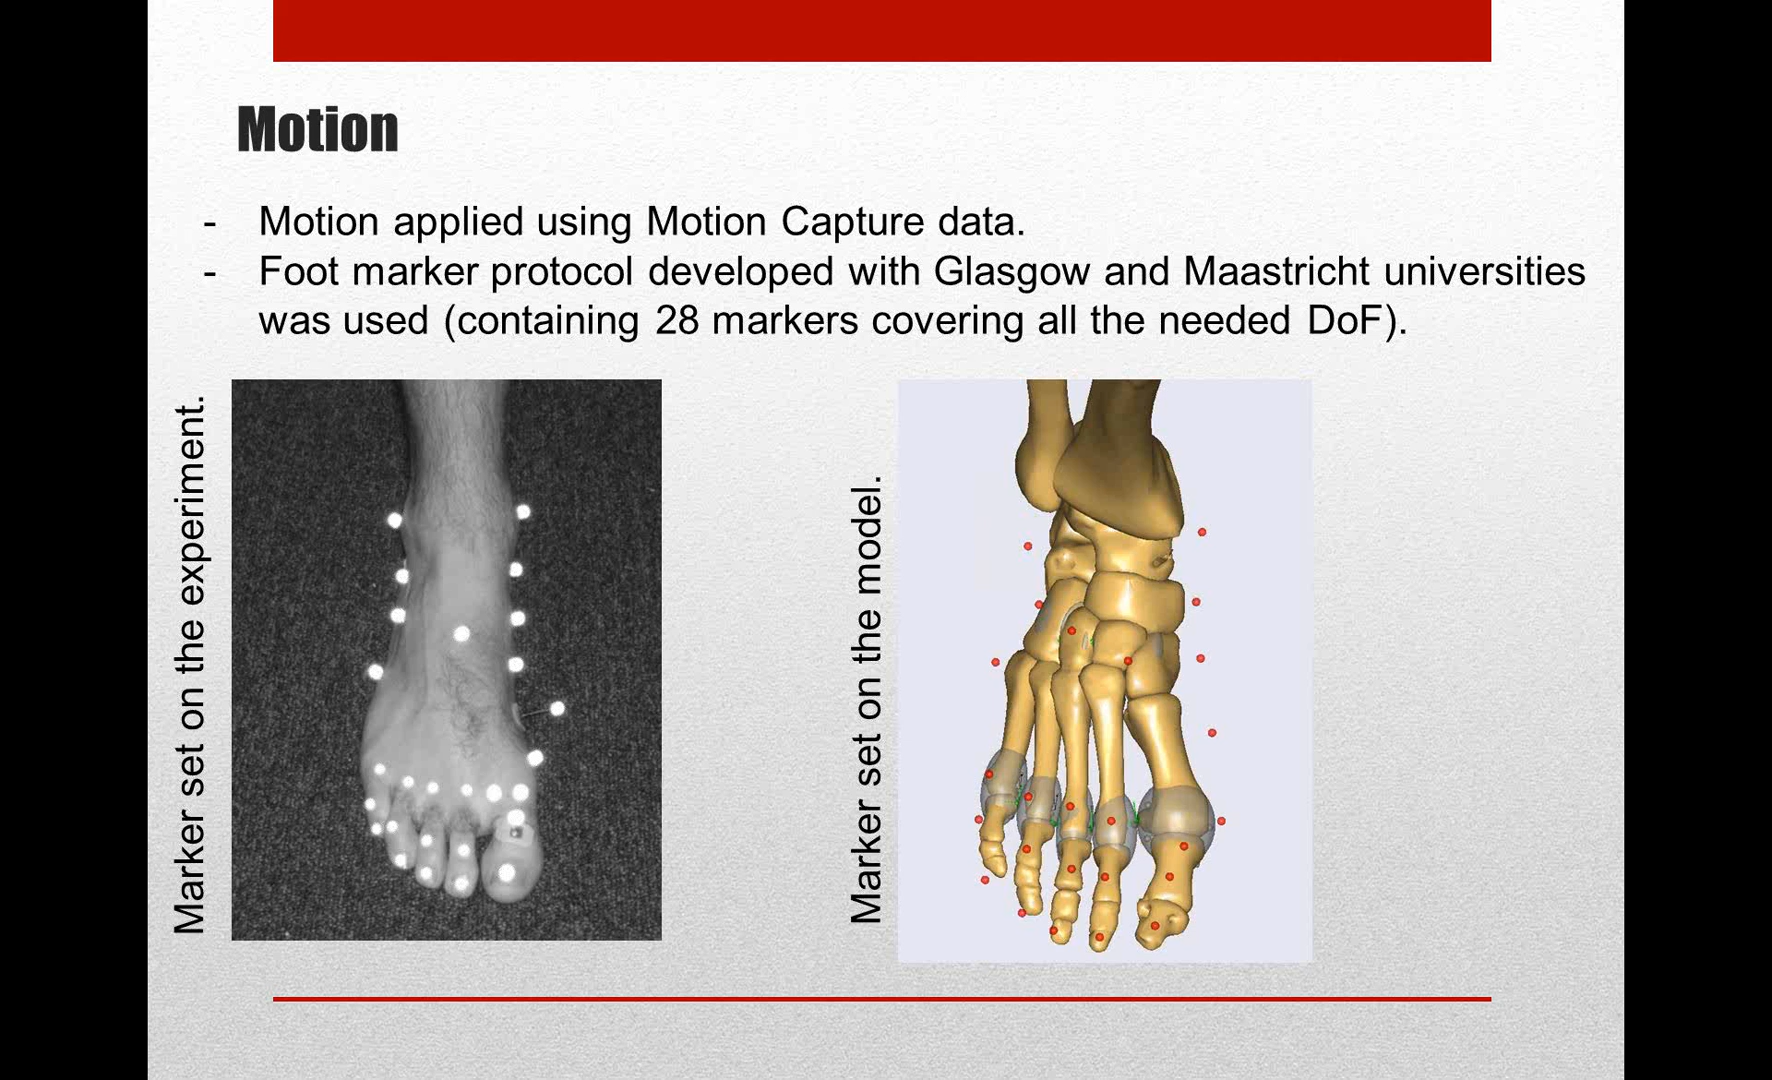 Motion
- Motion applied using Motion Capture data.
- Foot marker protocol developed with Glasgow and Maastricht universities
was used (containing 28 markers covering all the needed DoF).
Marker set on the experiment.
Marker set on the model.